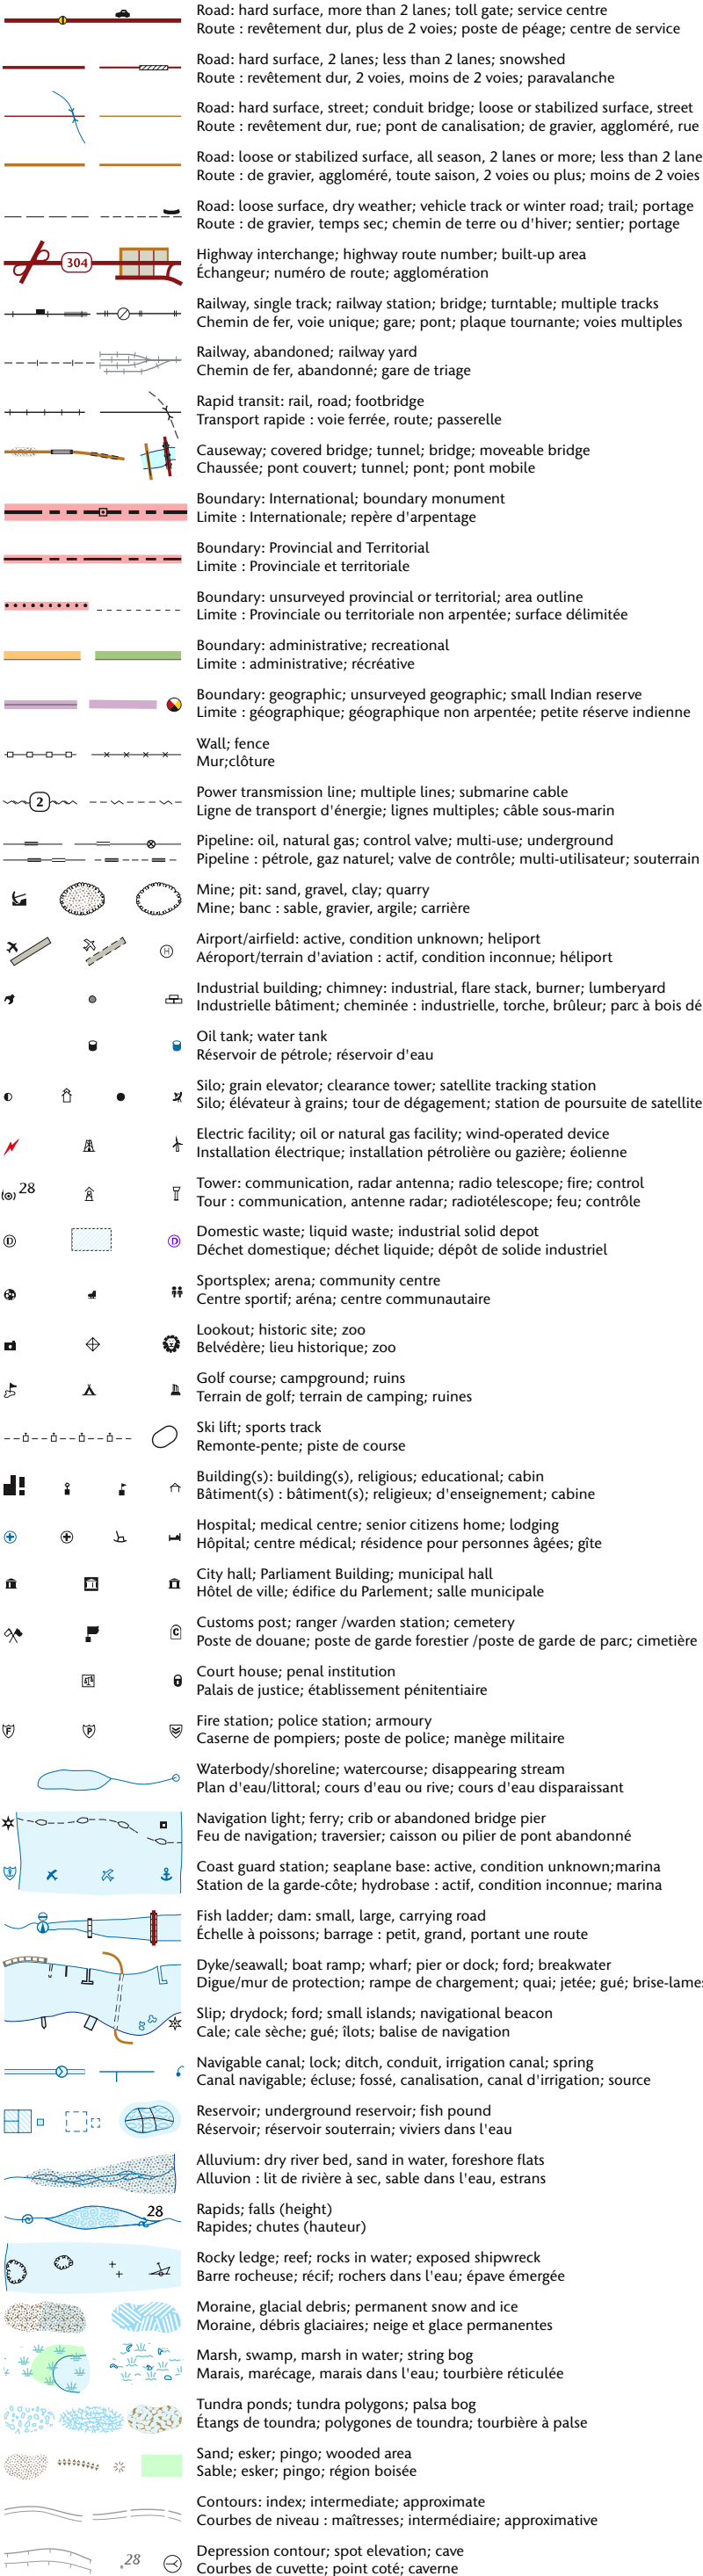 Road: hard surface, more than 2 lanes; toll gate; service centre
Route : revêtement dur, plus de 2 voies; poste de péage; centre de service
Road: hard surface, 2 lanes; less than 2 lanes; snowshed
Route : revêtement dur, 2 voies, moins de 2 voies; paravalanche
Road: hard surface, street; conduit bridge; loose or stabilized surface, street
Route : revêtement dur, rue; pont de canalisation; de gravier, aggloméré, rue
Road: loose or stabilized surface, all season, 2 lanes or more; less than 2 lane
Route : de gravier, aggloméré, toute saison, 2 voies ou plus; moins de 2 voies
Road: loose surface, dry weather; vehicle track or winter road; trail; portage
Route : de gravier, temps sec; chemin de terre ou d'hiver; sentier; portage
304
Highway interchange; highway route number; built-up area
Échangeur; numéro de route; agglomération
Railway, single track; railway station; bridge; turntable; multiple tracks
Chemin de fer, voie unique; gare; pont; plaque tournante; voies multiples
Railway, abandoned; railway yard
Chemin de fer, abandonné; gare de triage
Rapid transit: rail, road; footbridge
Transport rapide : voie ferrée, route; passerelle
Causeway; covered bridge; tunnel; bridge; moveable bridge
Chaussée; pont couvert; tunnel; pont; pont mobile
Boundary: International; boundary monument
Limite : Internationale; repère d'arpentage
Boundary: Provincial and Territorial
Limite : Provinciale et territoriale
Boundary: unsurveyed provincial or territorial; area outline
Limite : Provinciale ou territoriale non arpentée; surface délimitée
Boundary: administrative; recreational
Limite : administrative; récréative
Boundary: geographic; unsurveyed geographic; small Indian reserve
Limite : géographique; géographique non arpentée; petite réserve indienne
Wall; fence
Mur;clôture
2
Power transmission line; multiple lines; submarine cable
Ligne de transport d'énergie; lignes multiples; câble sous-marin
Pipeline: oil, natural gas; control valve; multi-use; underground
Pipeline : pétrole, gaz naturel; valve de contrôle; multi-utilisateur; souterrain
Mine; pit: sand, gravel, clay; quarry
Mine; banc : sable, gravier, argile; carrière
H
Airport/airfield: active, condition unknown; heliport
Aéroport/terrain d'aviation : actif, condition inconnue; héliport
Industrial building; chimney: industrial, flare stack, burner; lumberyard
Industrielle bâtiment; cheminée : industrielle, torche, brûleur; parc à bois dé
Oil tank; water tank
Réservoir de pétrole; réservoir d'eau
Silo; grain elevator; clearance tower; satellite tracking station
Silo; élévateur à grains; tour de dégagement; station de poursuite de satellite
Electric facility; oil or natural gas facility; wind-operated device
Installation électrique; installation pétrolière ou gazière; éolienne
28
Tower: communication, radar antenna; radio telescope; fire; control
Tour : communication, antenne radar; radiotélescope; feu; contrôle
D D
Domestic waste; liquid waste; industrial solid depot
Déchet domestique; déchet liquide; dépôt de solide industriel
Sportsplex; arena; community centre
Centre sportif; aréna; centre communautaire
Lookout; historic site; zoo
Belvédère; lieu historique; zoo
Golf course; campground; ruins
Terrain de golf; terrain de camping; ruines
Ski lift; sports track
Remonte-pente; piste de course
Building(s): building(s), religious; educational; cabin
Bâtiment(s) : bâtiment(s); religieux; d'enseignement; cabine
Hospital; medical centre; senior citizens home; lodging
Hôpital; centre médical; résidence pour personnes âgées; gîte
City hall; Parliament Building; municipal hall
Hôtel de ville; édifice du Parlement; salle municipale
C
Customs post; ranger /warden station; cemetery
Poste de douane; poste de garde forestier /poste de garde de parc; cimetière
Court house; penal institution
Palais de justice; établissement pénitentiaire
F P
Fire station; police station; armoury
Caserne de pompiers; poste de police; manège militaire
Waterbody/shoreline; watercourse; disappearing stream
Plan d'eau/littoral; cours d'eau ou rive; cours d'eau disparaissant
Navigation light; ferry; crib or abandoned bridge pier
Feu de navigation; traversier; caisson ou pilier de pont abandonné
Coast guard station; seaplane base: active, condition unknown;marina
Station de la garde-côte; hydrobase : actif, condition inconnue; marina
Fish ladder; dam: small, large, carrying road
Échelle à poissons; barrage : petit, grand, portant une route
Dyke/seawall; boat ramp; wharf; pier or dock; ford; breakwater
Digue/mur de protection; rampe de chargement; quai; jetée; gué; brise-lames
Slip; drydock; ford; small islands; navigational beacon
Cale; cale sèche; gué; îlots; balise de navigation
Navigable canal; lock; ditch, conduit, irrigation canal; spring
Canal navigable; écluse; fossé, canalisation, canal d'irrigation; source
Reservoir; underground reservoir; fish pound
Réservoir; réservoir souterrain; viviers dans l'eau
Alluvium: dry river bed, sand in water, foreshore flats
Alluvion : lit de rivière à sec, sable dans l'eau, estrans
28
Rapids; falls (height)
Rapides; chutes (hauteur)
Rocky ledge; reef; rocks in water; exposed shipwreck
Barre rocheuse; récif; rochers dans l'eau; épave émergée
Moraine, glacial debris; permanent snow and ice
Moraine, débris glaciaires; neige et glace permanentes
Marsh, swamp, marsh in water; string bog
Marais, marécage, marais dans l'eau; tourbière réticulée
Tundra ponds; tundra polygons; palsa bog
Étangs de toundra; polygones de toundra; tourbière à palse
Sand; esker; pingo; wooded area
Sable; esker; pingo; région boisée
Contours: index; intermediate; approximate
Courbes de niveau : maîtresses; intermédiaire; approximative
.28
Depression contour; spot elevation; cave
Courbes de cuvette; point coté; caverne